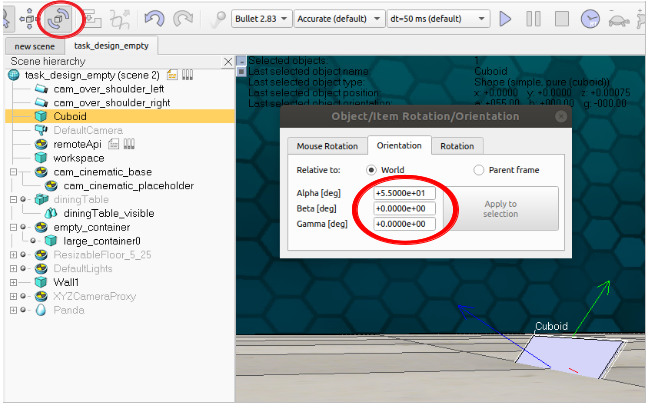 Bullet 2.83 Accurate (default) dt=50 ms (default)
new scene task_design_empty
Scene hierarchy
task_design_empty (scene 2)
cam_over_shoulder_left
cam_over_shoulder_right
Cuboid
DefaultCamera
remoteApi
workspace
cam_cinematic_base
cam_cinematic_placeholder
diningTable
diningTable_visible
empty_container
large_container0
ResizableFloor_5_25
DefaultLights
Wall1
XYZCameraProxy
Panda
Selected objects: 1
Last selected object name Cuboid
Last selected object type: Shape (simple, pure (cuboid))
Last selected object position x: +0.0000 y: +0.0000 z: +0.00075
Last selected object orientation a: +055.00 b: +000.00 g: -000.00
Object/Item Rotation/Orientation
Mouse Rotation Orientation Rotation
Relative to: World Parent frame
Alpha [deg] +5.5000e+01
Beta [deg] +0.0000e+00
Gamma [deg] +0.0000e+00
Apply to
selection
Cuboid